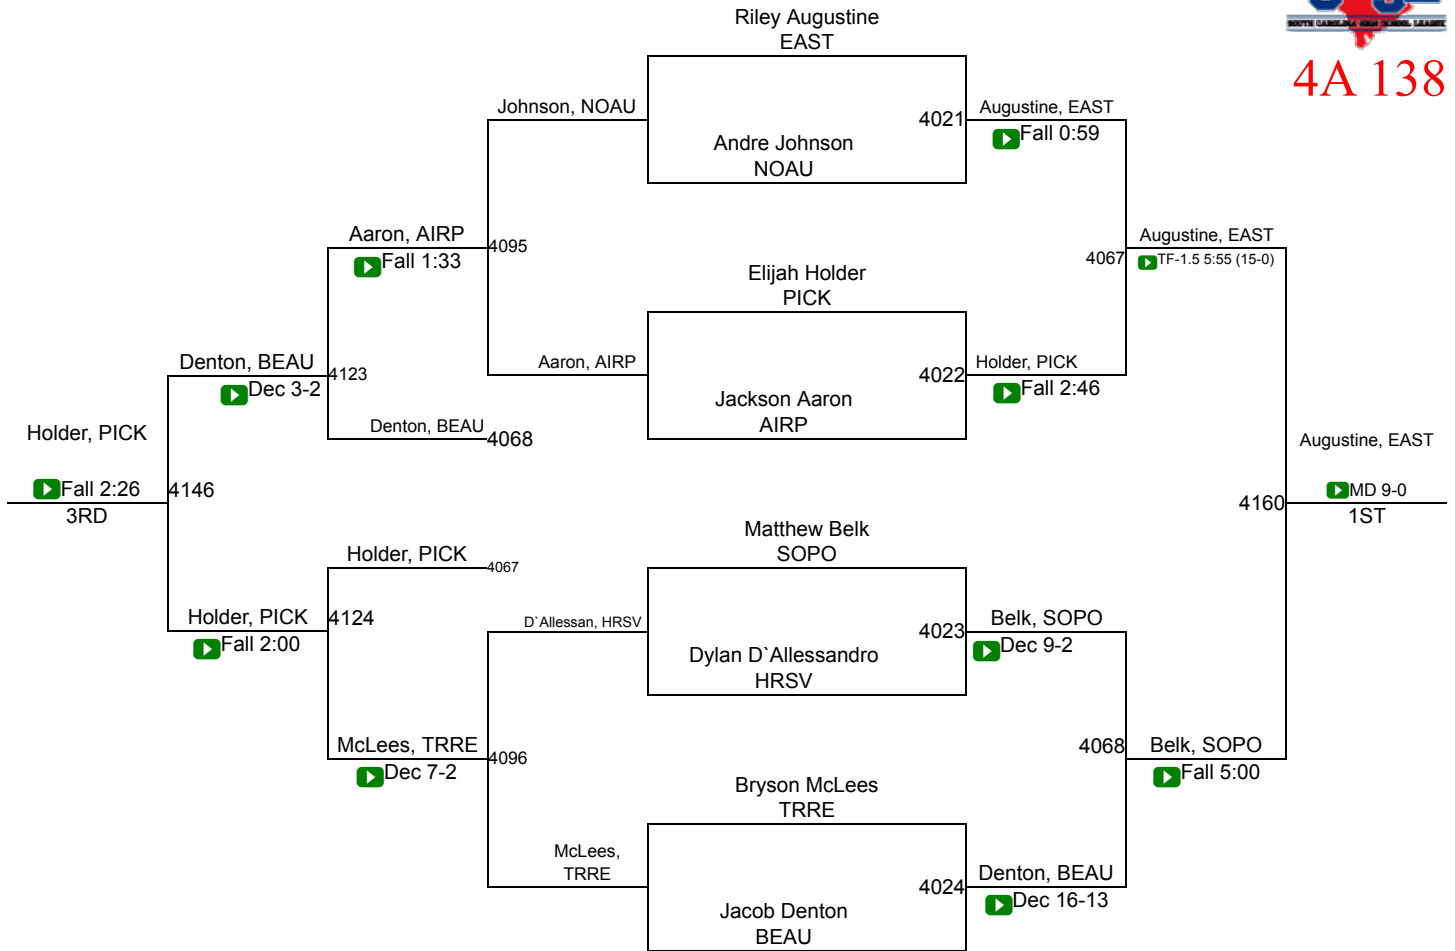 SOUTH CAROLINA HIGH SCHOOL LEAGUE
4A 138
Riley Augustine
EAST
Johnson, NOAU
4021
Augustine, EAST
Fall 0:59
Andre Johnson
NOAU
Aaron, AIRP
4095
Fall 1:33
Augustine, EAST
4067
TF-1.5 5:55 (15-0)
Elijah Holder
PICK
Denton, BEAU
4123
Dec 3-2
Aaron, AIRP
4022
Holder, PICK
Fall 2:46
Jackson Aaron
AIRP
Denton, BEAU
4068
Holder, PICK
Fall 2:26
4146
3RD
Augustine, EAST
4160
MD 9-0
1ST
Matthew Belk
SOPO
Holder, PICK
4067
Holder, PICK
4124
Fall 2:00
D`Allessan, HRSV
4023
Belk, SOPO
Dec 9-2
Dylan D`Allessandro
HRSV
McLees, TRRE
4096
Dec 7-2
4068
Belk, SOPO
Fall 5:00
Bryson McLees
TRRE
McLees,
TRRE
4024
Denton, BEAU
Dec 16-13
Jacob Denton
BEAU